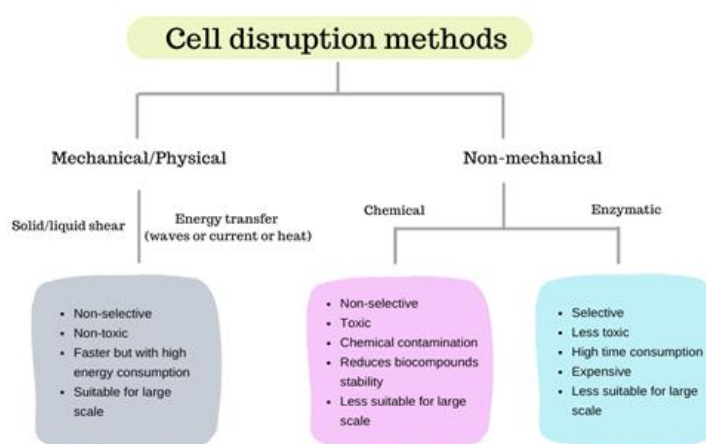 Cell disruption methods
Mechanical/Physical
Non-mechanical
Solid/liquid shear
Energy transfer
(waves or current or heat)
Chemical
Enzymatic
• Non-selective
• Non-toxic
• Faster but with high
energy consumption
• Suitable for large
scale
• Non-selective
• Toxic
• Chemical contamination
• Reduces biocompounds
stability
• Less suitable for large
scale
• Selective
• Less toxic
• High time consumption
• Expensive
• Less suitable for large
scale